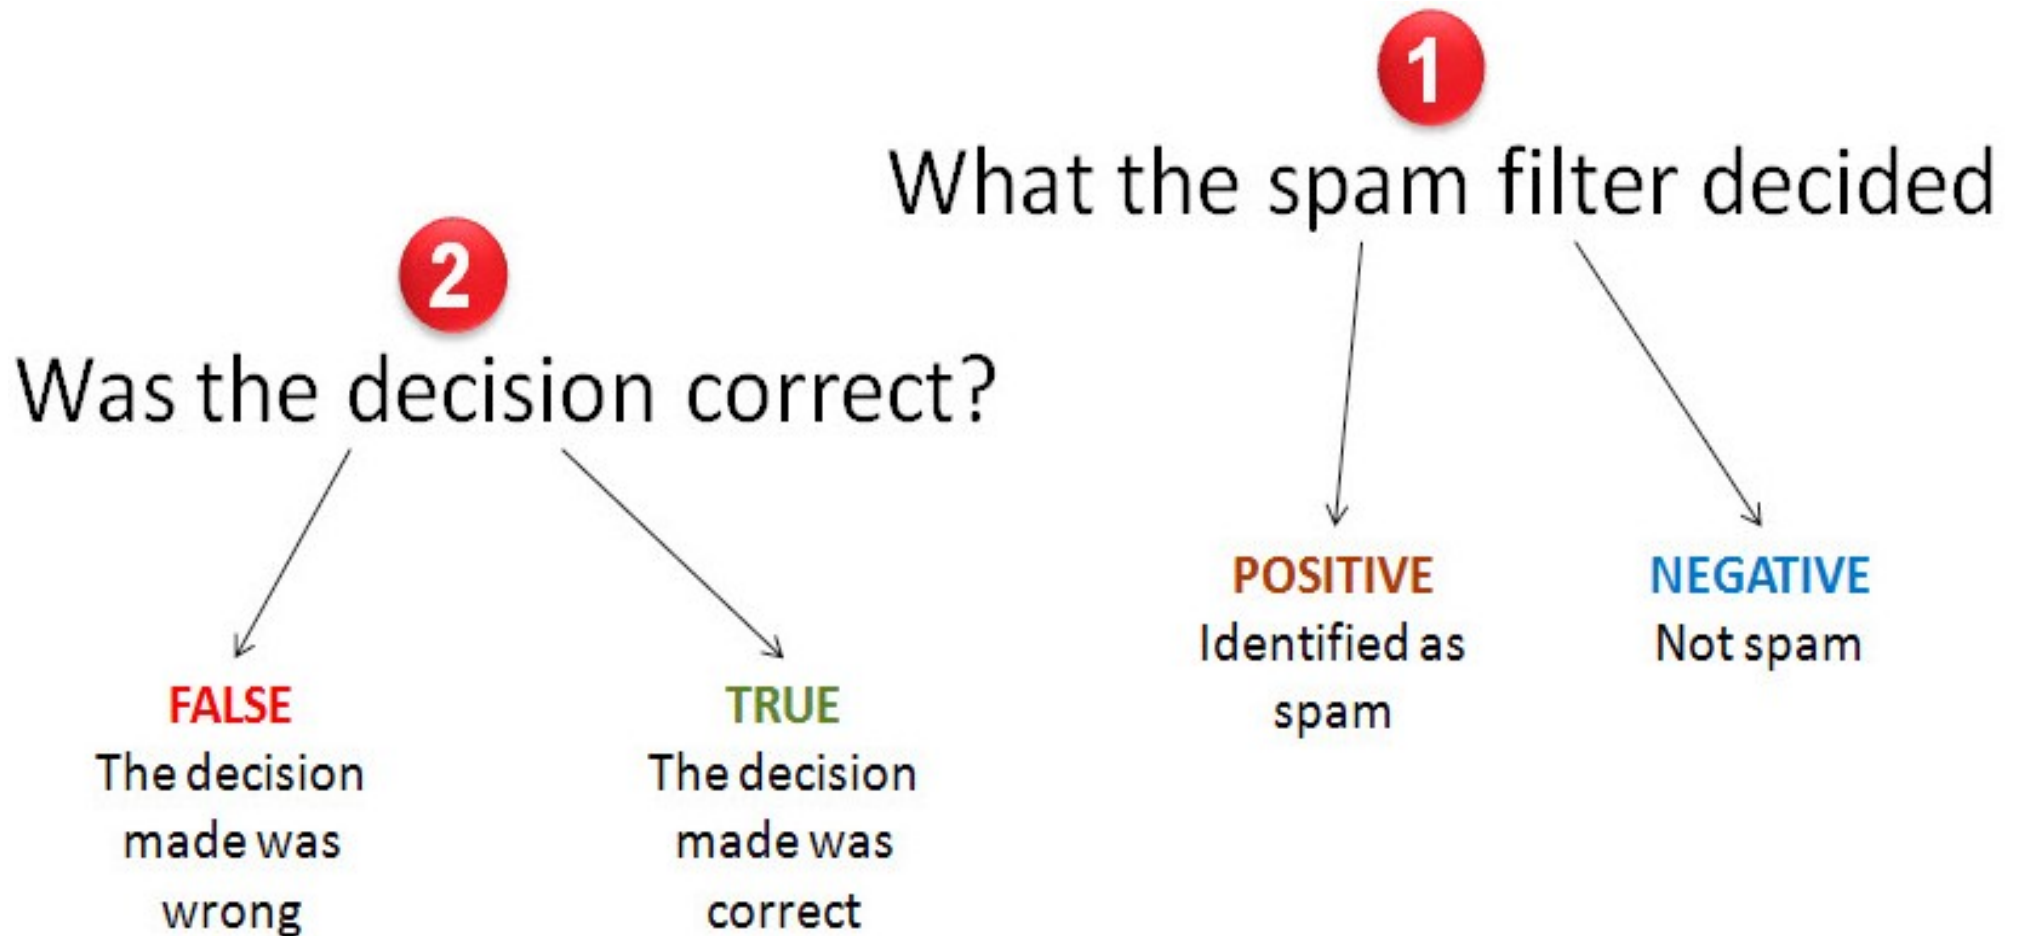 1
What the spam filter decided
2
Was the decision correct?
POSITIVE
Identified as
spam
NEGATIVE
Not spam
FALSE
The decision
made was
wrong
TRUE
The decision
made was
correct